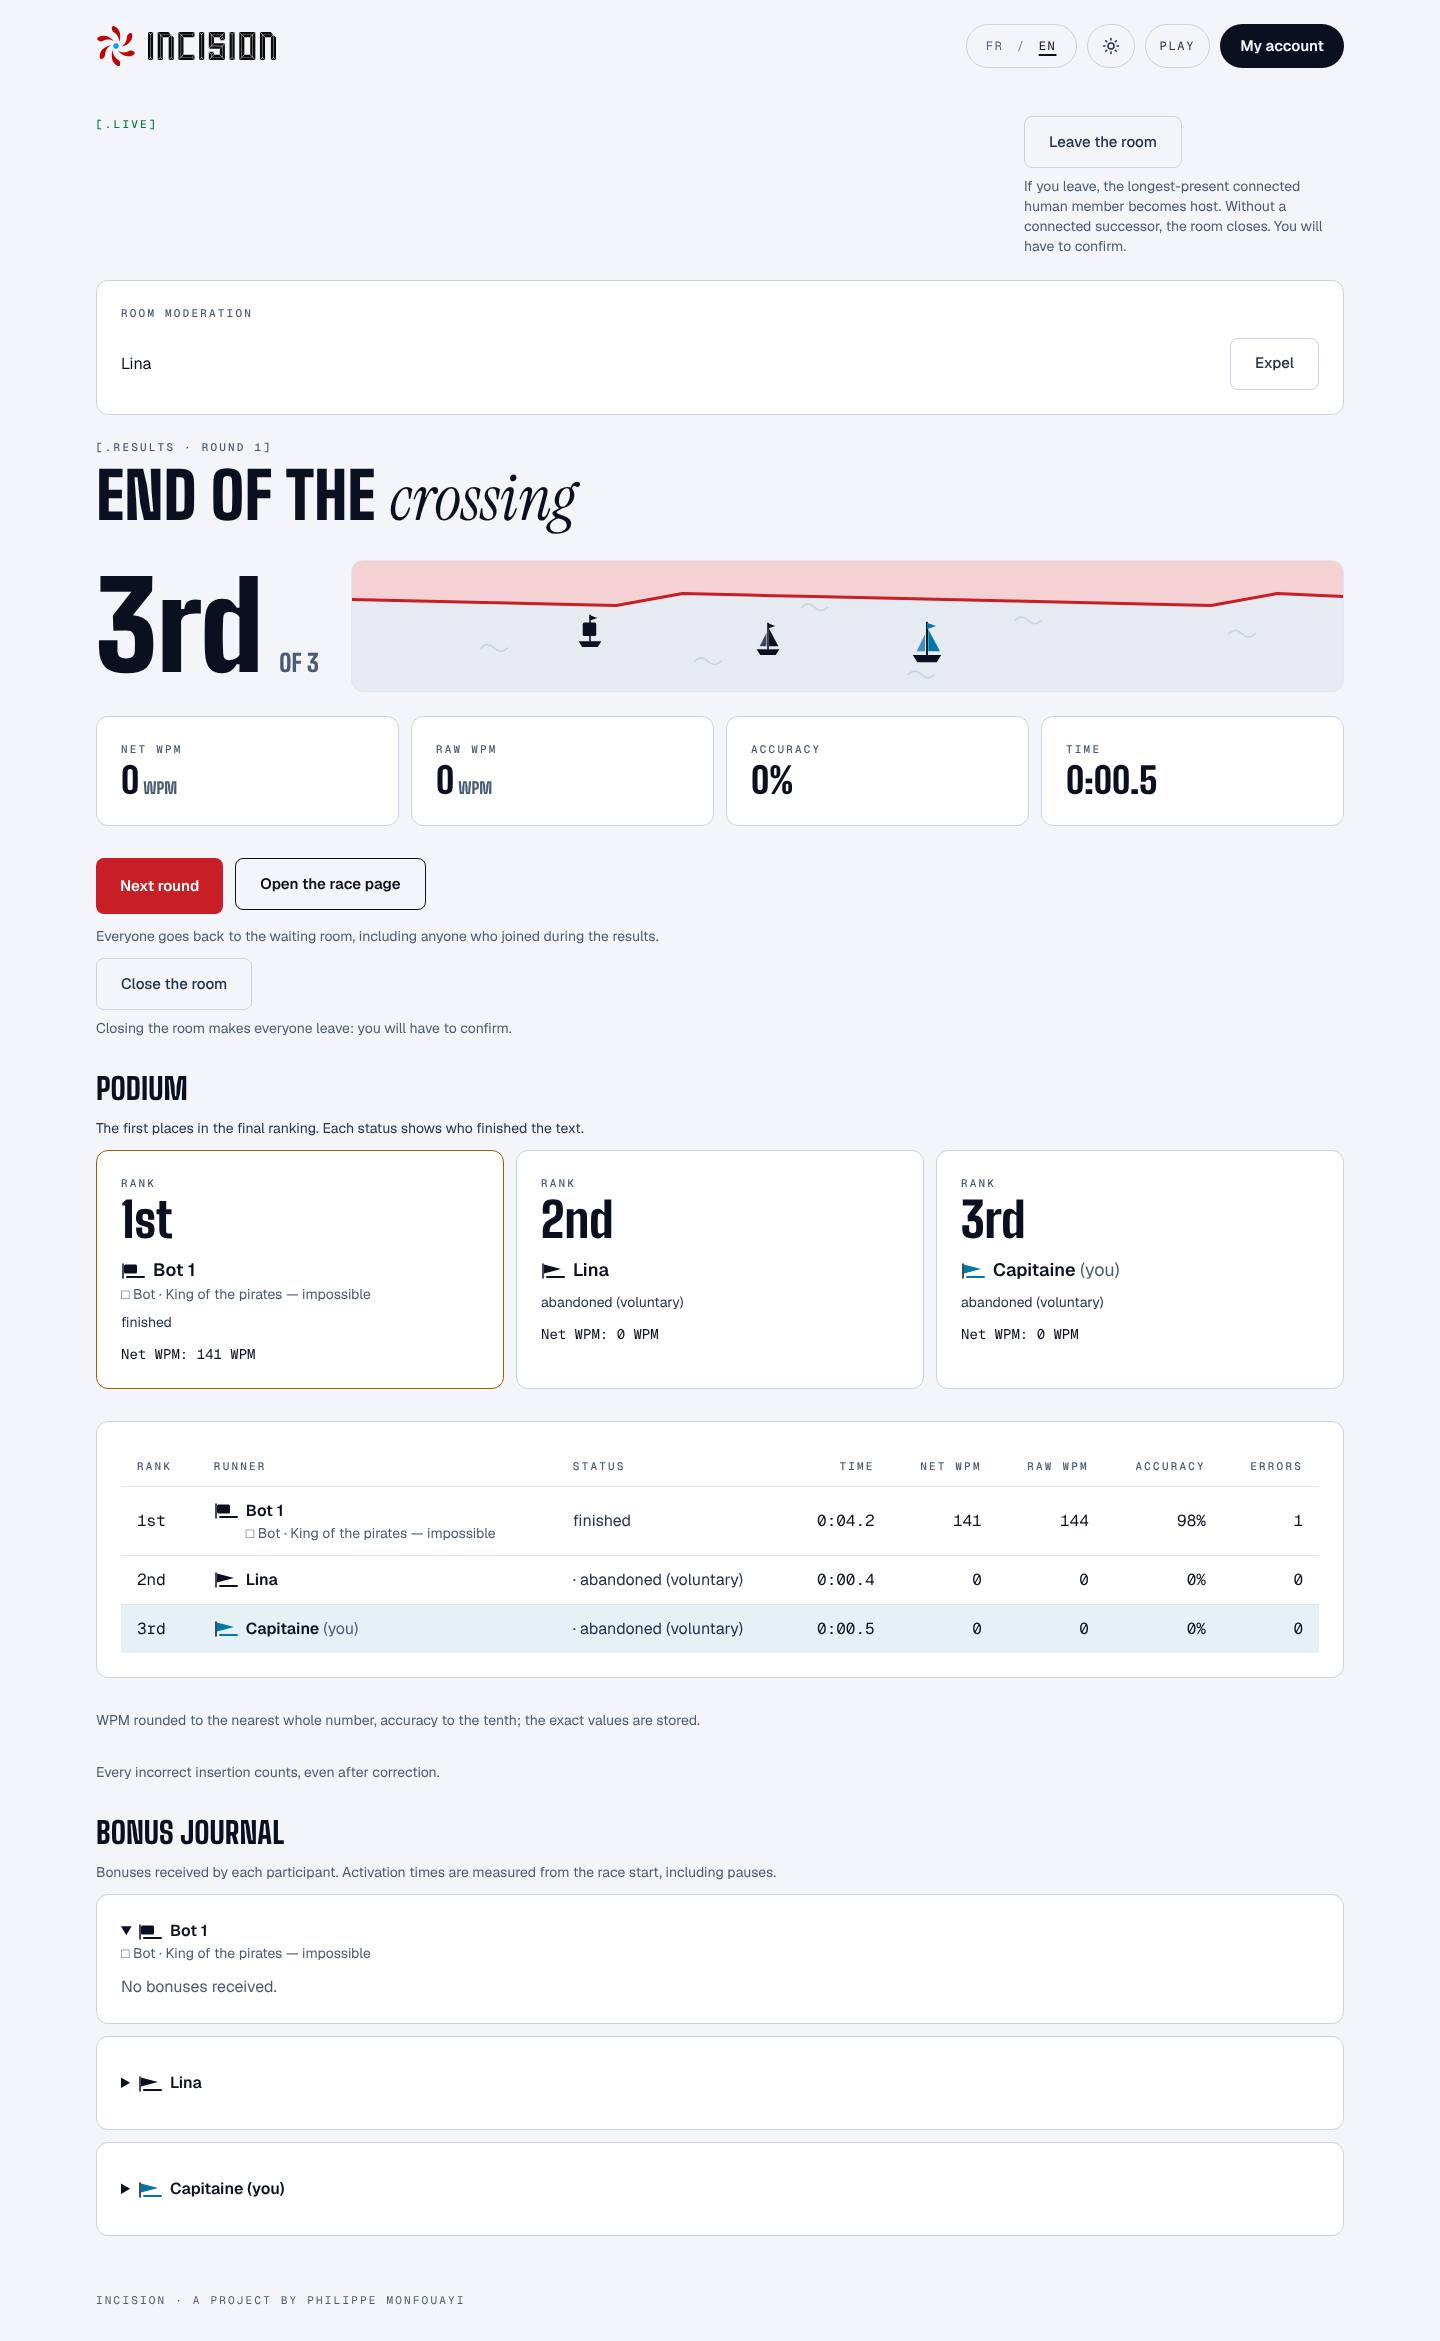 INCISION
FR / EN
PLAY
My account
[.LIVE]
Leave the room
If you leave, the longest-present connected
human member becomes host. Without a
connected successor, the room closes. You will
have to confirm.
ROOM MODERATION
Lina
Expel
[.RESULTS · ROUND 1]
END OF THE crossing
3rd OF 3
NET WPM
0 WPM
RAW WPM
0 WPM
ACCURACY
0%
TIME
0:00.5
Next round
Open the race page
Everyone goes back to the waiting room, including anyone who joined during the results.
Close the room
Closing the room makes everyone leave: you will have to confirm.
PODIUM
The first places in the final ranking. Each status shows who finished the text.
RANK
1st
Bot 1
□ Bot · King of the pirates — impossible
finished
Net WPM: 141 WPM
RANK
2nd
Lina
abandoned (voluntary)
Net WPM: 0 WPM
RANK
3rd
Capitaine (you)
abandoned (voluntary)
Net WPM: 0 WPM
RANK RUNNER STATUS TIME NET WPM RAW WPM ACCURACY ERRORS
1st Bot 1 finished 0:04.2 141 144 98% 1
□ Bot · King of the pirates — impossible
2nd Lina · abandoned (voluntary) 0:00.4 0 0 0% 0
3rd Capitaine (you) · abandoned (voluntary) 0:00.5 0 0 0% 0
WPM rounded to the nearest whole number, accuracy to the tenth; the exact values are stored.
Every incorrect insertion counts, even after correction.
BONUS JOURNAL
Bonuses received by each participant. Activation times are measured from the race start, including pauses.
Bot 1
□ Bot · King of the pirates — impossible
No bonuses received.
Lina
Capitaine (you)
INCISION · A PROJECT BY PHILIPPE MONFOUAYI